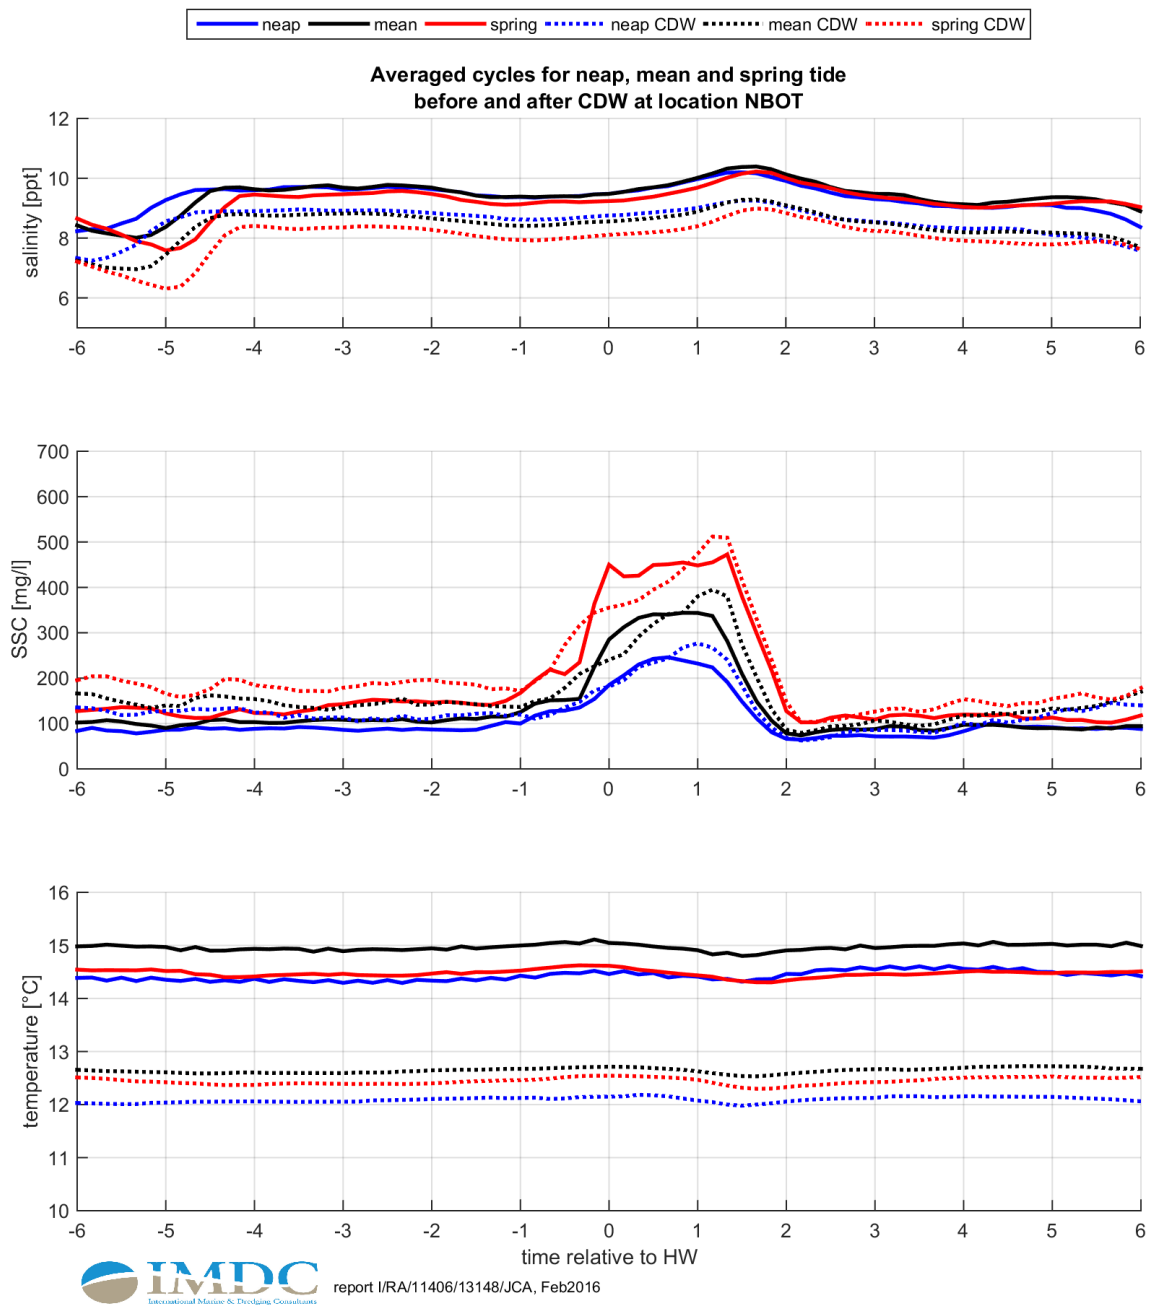 neap mean spring neap CDW mean CDW spring CDW
Averaged cycles for neap, mean and spring tide
before and after CDW at location NBOT
salinity [ppt]
12
10
8
6
-6 -5 -4 -3 -2 -1 0 1 2 3 4 5 6
SSC [mg/l]
700
600
500
400
300
200
100
0
-6 -5 -4 -3 -2 -1 0 1 2 3 4 5 6
temperature [°C]
16
15
14
13
12
11
10
-6 -5 -4 -3 -2 -1 0 1 2 3 4 5 6
time relative to HW
IMDC
International Marine & Dredging Consultants
report I/RA/11406/13148/JCA, Feb2016